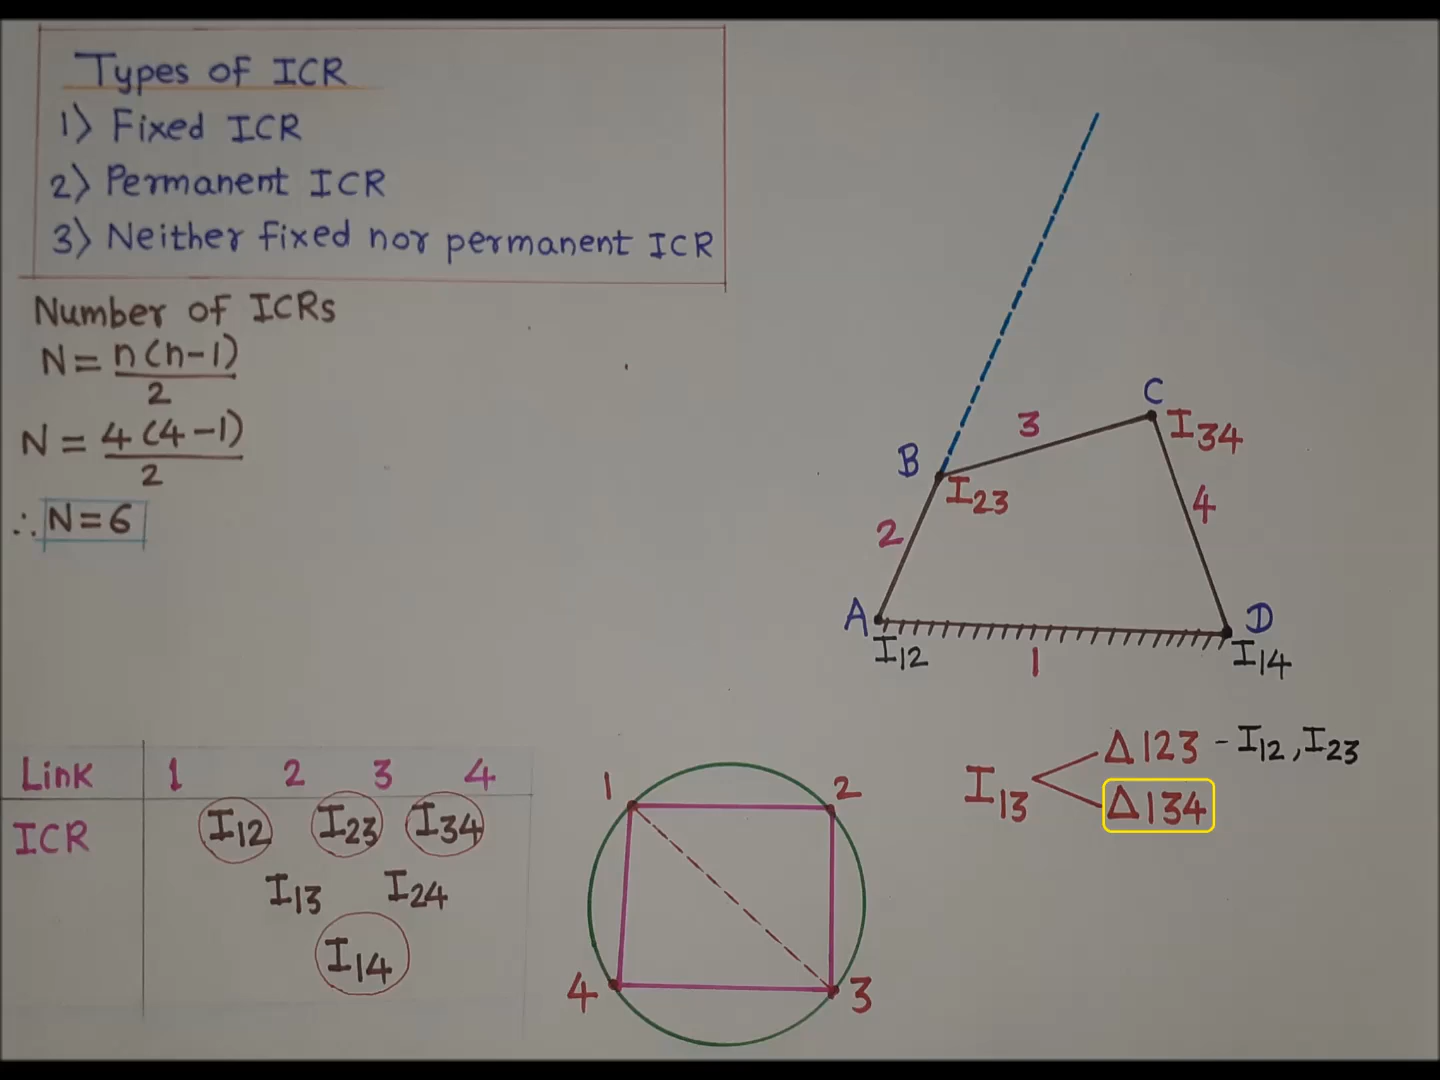 Types of ICR
1) Fixed ICR
2) Permanent ICR
3) Neither fixed nor permanent ICR
Number of ICRs
N = n(n-1)
2
N = 4(4-1)
2
∴ N=6
C
3
I34
B
I23
4
2
A
D
I12
1
I14
Link 1 2 3 4
ICR I12 I23 I34
I13 I24
I14
1
2
4
3
I13
Δ123 - I12, I23
Δ134